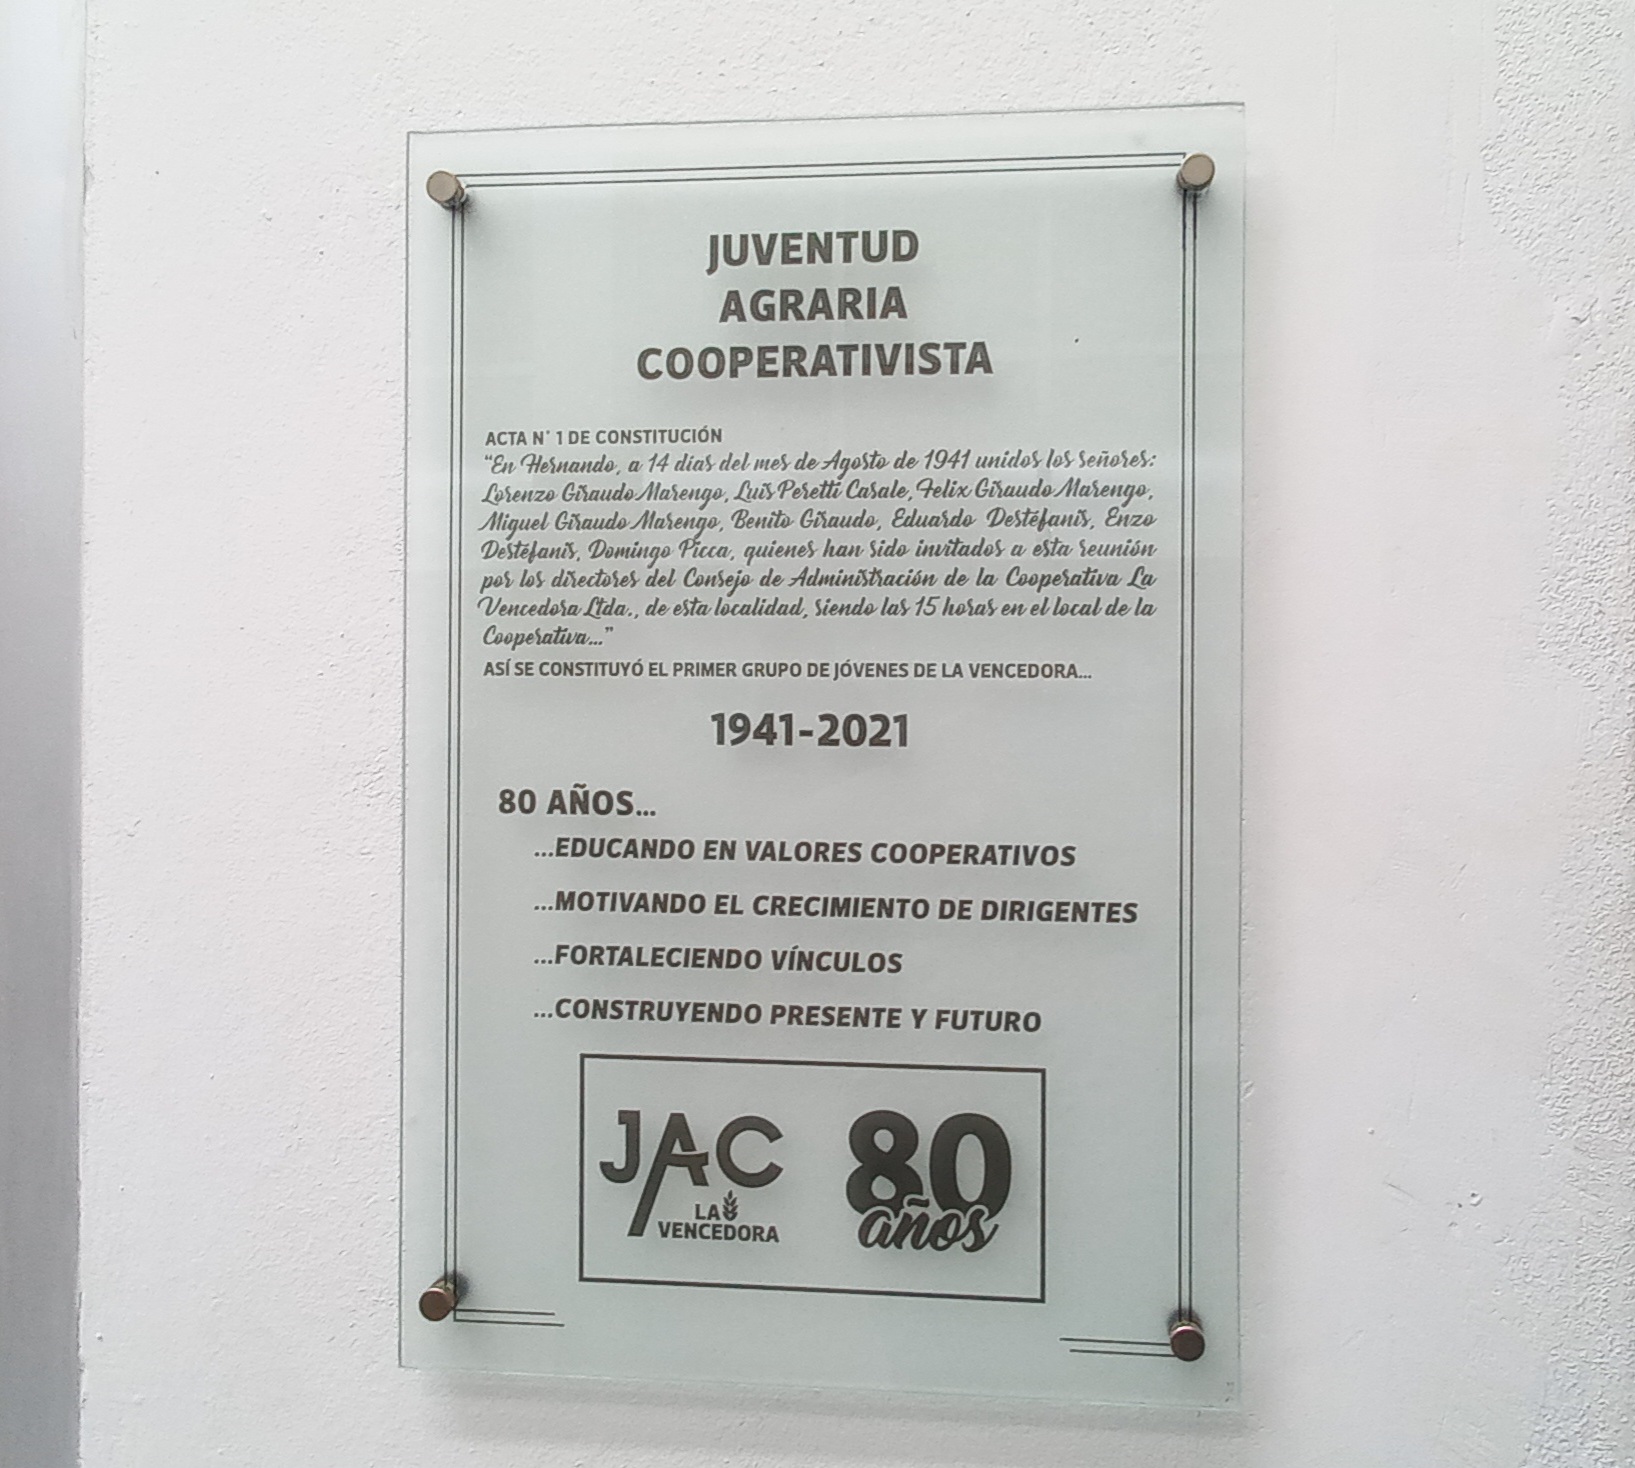 JUVENTUD
AGRARIA
COOPERATIVISTA
ACTA N° 1 DE CONSTITUCIÓN
“En Hernando, a 14 días del mes de Agosto de 1941 unidos los señores:
Lorenzo Giraudo Marengo, Luis Peretti Casale, Felix Giraudo Marengo,
Miguel Giraudo Marengo, Benito Giraudo, Eduardo Destéfanis, Enzo
Destéfanis, Domingo Picca, quienes han sido invitados a esta reunión
por los directores del Consejo de Administración de la Cooperativa La
Vencedora Ltda., de esta localidad, siendo las 15 horas en el local de la
Cooperativa...”
ASÍ SE CONSTITUYÓ EL PRIMER GRUPO DE JÓVENES DE LA VENCEDORA...
1941-2021
80 AÑOS...
...EDUCANDO EN VALORES COOPERATIVOS
...MOTIVANDO EL CRECIMIENTO DE DIRIGENTES
...FORTALECIENDO VÍNCULOS
...CONSTRUYENDO PRESENTE Y FUTURO
JAC
LA
VENCEDORA
80
años